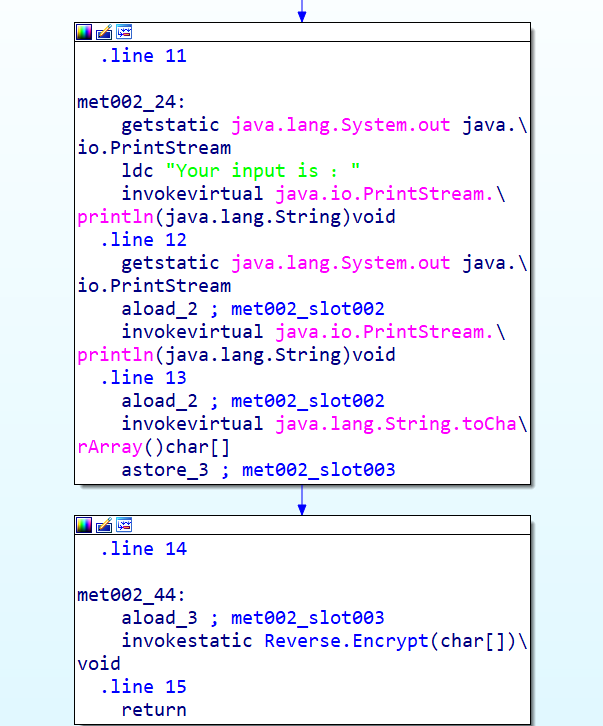 .line 11
met002_24:
getstatic java.lang.System.out java.\
io.PrintStream
ldc "Your input is : "
invokevirtual java.io.PrintStream.\
println(java.lang.String)void
.line 12
getstatic java.lang.System.out java.\
io.PrintStream
aload_2 ; met002_slot002
invokevirtual java.io.PrintStream.\
println(java.lang.String)void
.line 13
aload_2 ; met002_slot002
invokevirtual java.lang.String.toCha\
rArray()char[]
astore_3 ; met002_slot003
.line 14
met002_44:
aload_3 ; met002_slot003
invokestatic Reverse.Encrypt(char[])\
void
.line 15
return